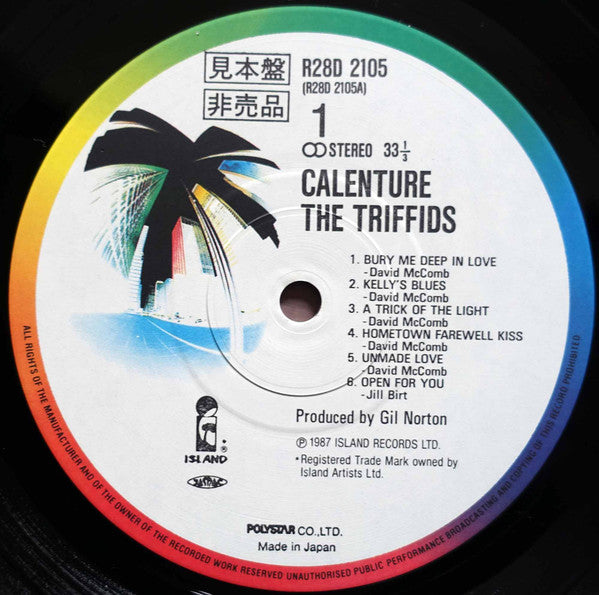 見本盤
非売品
R28D 2105
(R28D 2105A)
1
STEREO 33 1/3
CALENTURE
THE TRIFFIDS
1. BURY ME DEEP IN LOVE
-David McComb
2. KELLY'S BLUES
-David McComb
3. A TRICK OF THE LIGHT
-David McComb
4. HOMETOWN FAREWELL KISS
-David McComb
5. UNMADE LOVE
-David McComb
6. OPEN FOR YOU
-Jill Birt
Produced by Gil Norton
℗ 1987 ISLAND RECORDS LTD.
*Registered Trade Mark owned by
Island Artists Ltd.
ISLAND
JASRAC
POLYSTAR CO.,LTD.
Made in Japan
ALL RIGHTS OF THE MANUFACTURER AND OF THE OWNER OF THE RECORDED WORK RESERVED UNAUTHORISED PUBLIC PERFORMANCE BROADCASTING AND COPYING OF THIS RECORD PROHIBITED